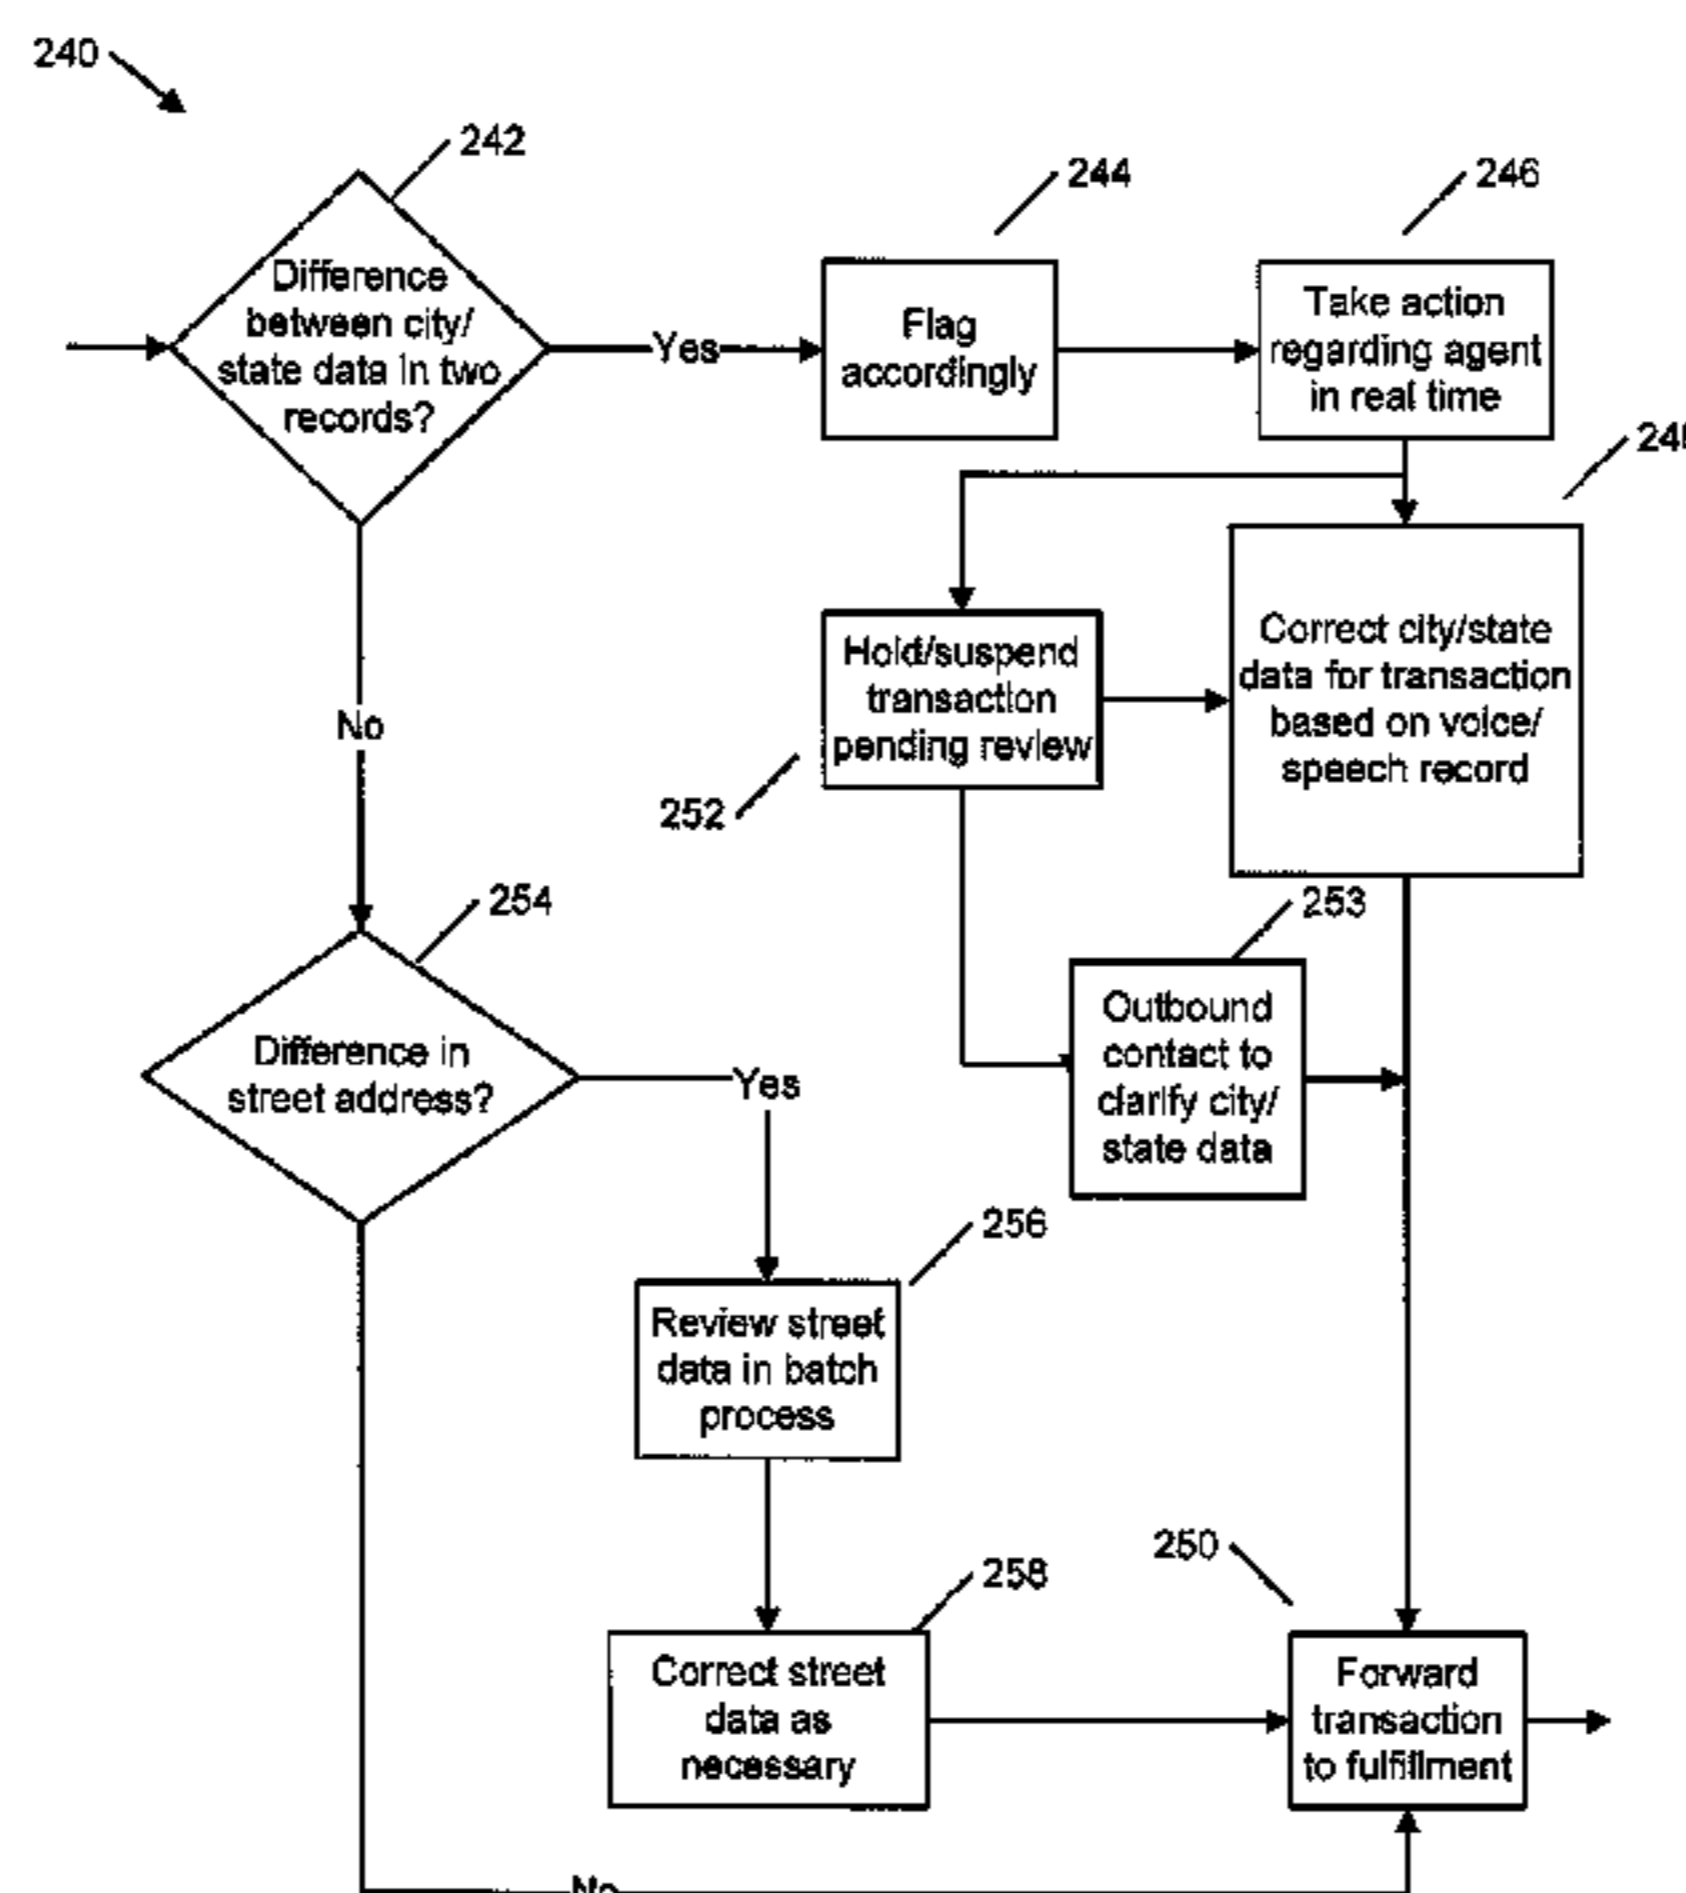 240
242
244
246
Difference
between city/
state data in two
records?
Yes
Flag
accordingly
Take action
regarding agent
in real time
Hold/suspend
transaction
pending review
Correct city/state
data for transaction
based on voice/
speech record
No
252
254
253
Difference in
street address?
Yes
Outbound
contact to
clarify city/
state data
256
Review street
data in batch
process
258
250
Correct street
data as
necessary
Forward
transaction
to fulfillment
No